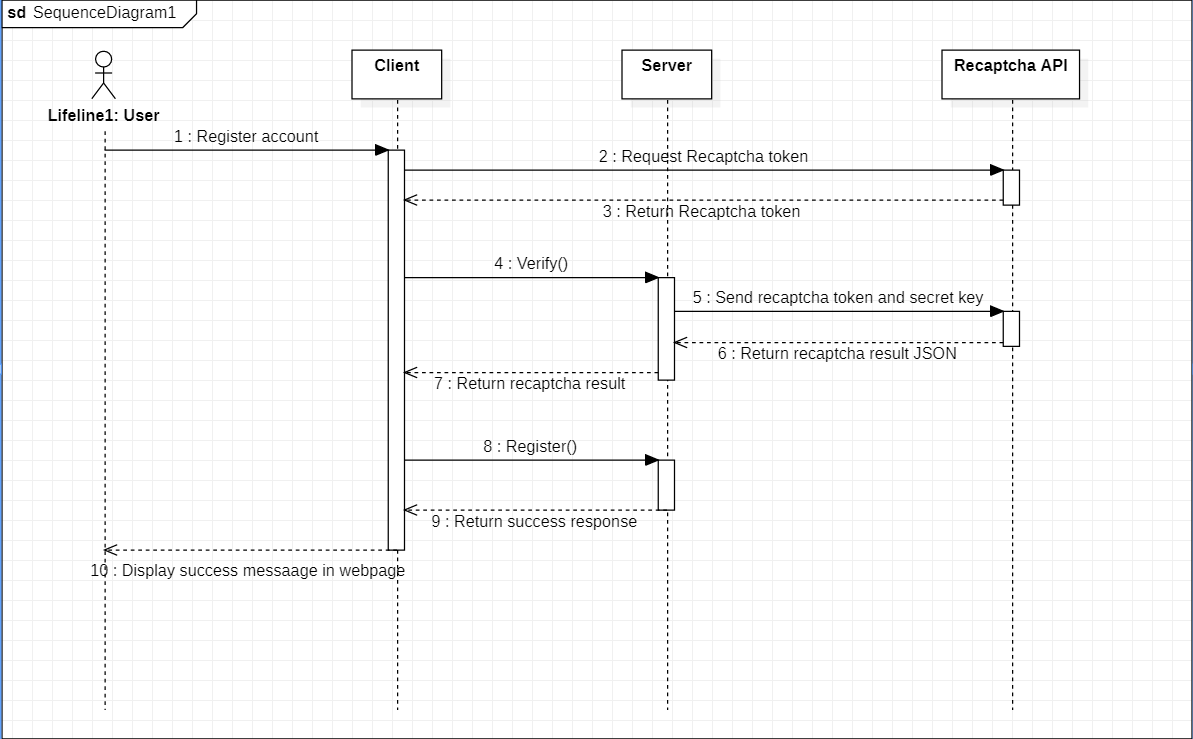 sd SequenceDiagram1
Client
Server
Recaptcha API
Lifeline1: User
1 : Register account
2 : Request Recaptcha token
3 : Return Recaptcha token
4 : Verify()
5 : Send recaptcha token and secret key
6 : Return recaptcha result JSON
7 : Return recaptcha result
8 : Register()
9 : Return success response
10 : Display success messaage in webpage